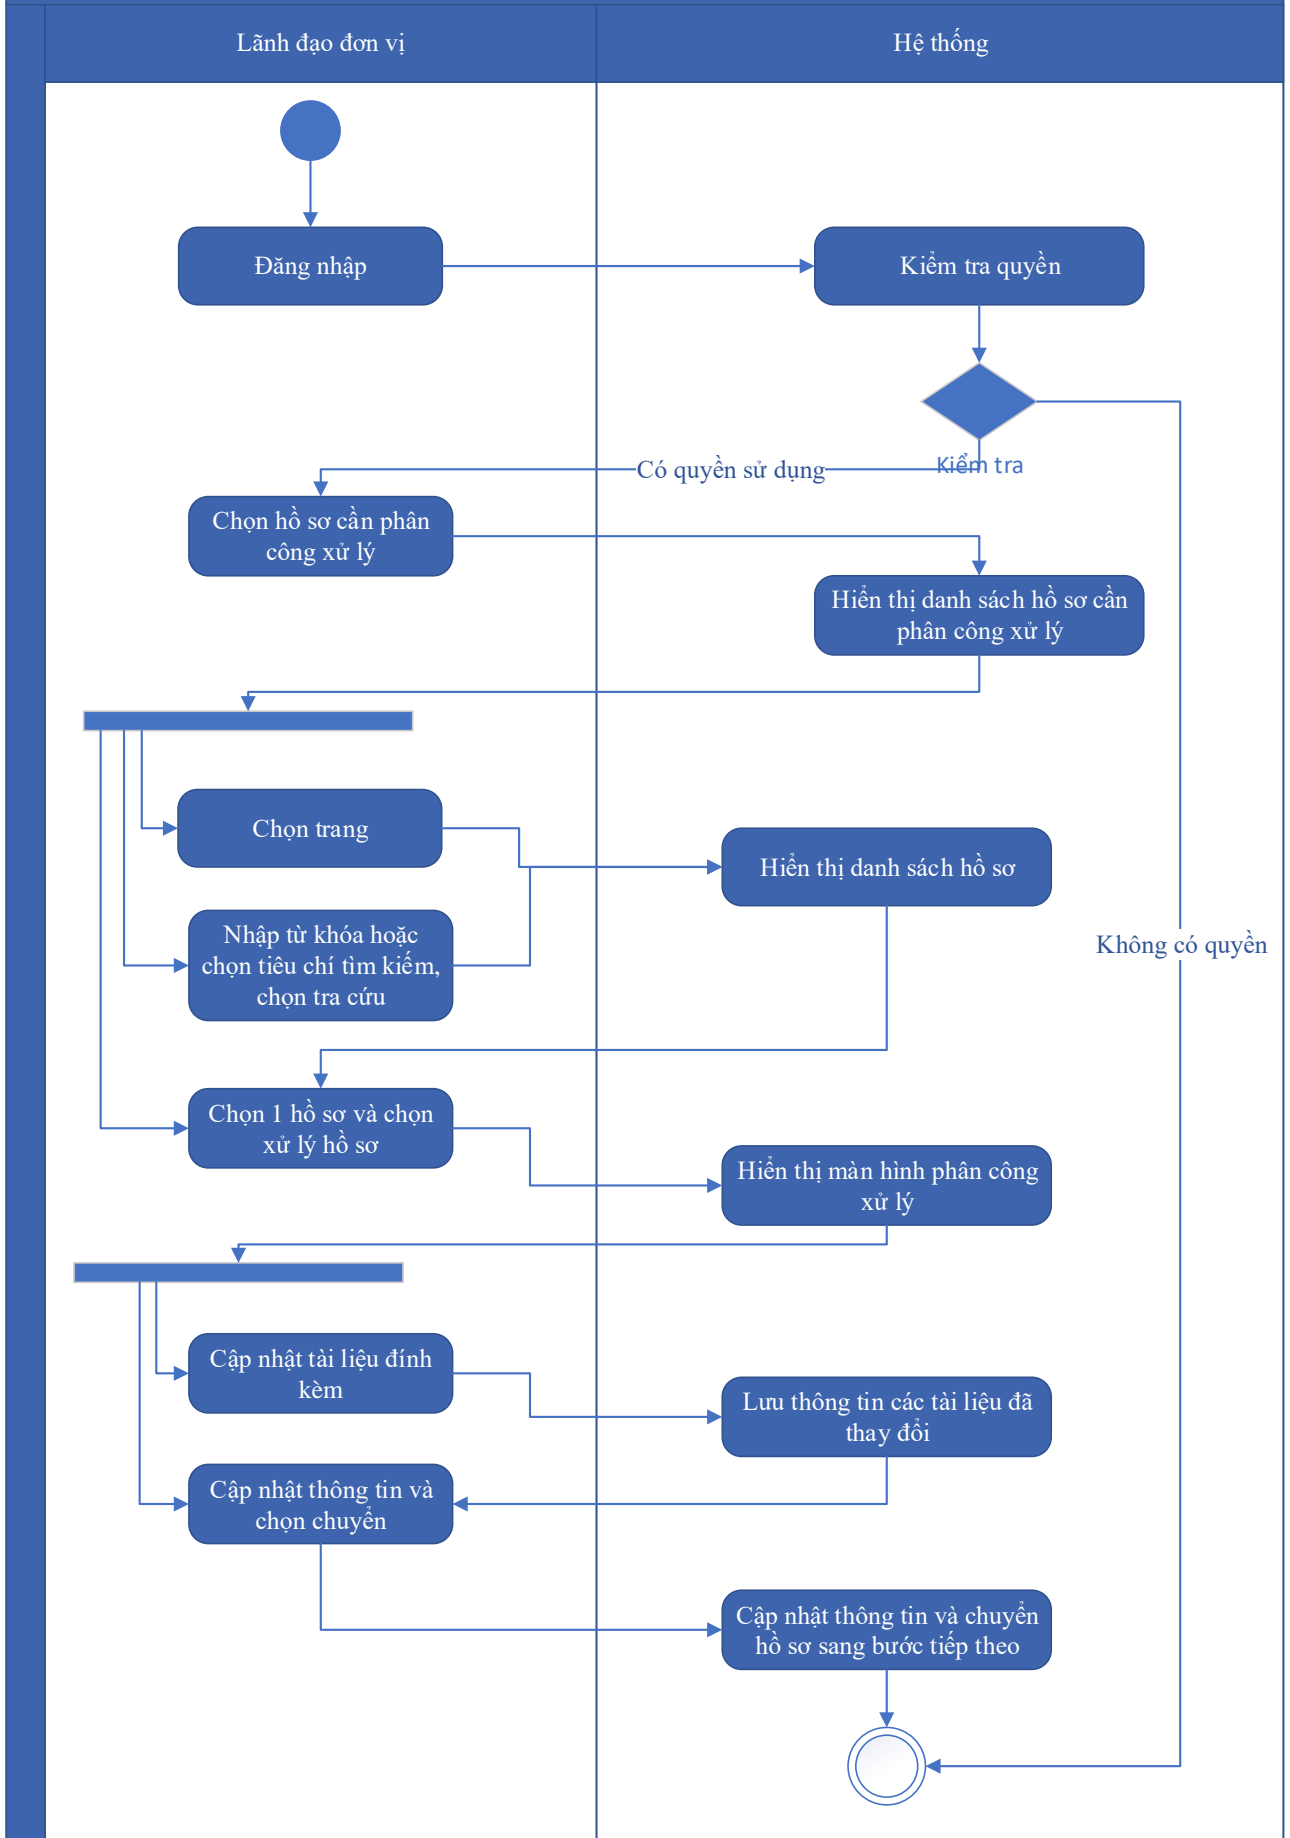 Lãnh đạo đơn vị
Hệ thống
Đăng nhập
Kiểm tra quyền
Có quyền sử dụng
Kiểm tra
Chọn hồ sơ cần phân
công xử lý
Hiển thị danh sách hồ sơ cần
phân công xử lý
Chọn trang
Hiển thị danh sách hồ sơ
Nhập từ khóa hoặc
chọn tiêu chí tìm kiếm,
chọn tra cứu
Không có quyền
Chọn 1 hồ sơ và chọn
xử lý hồ sơ
Hiển thị màn hình phân công
xử lý
Cập nhật tài liệu đính
kèm
Lưu thông tin các tài liệu đã
thay đổi
Cập nhật thông tin và
chọn chuyển
Cập nhật thông tin và chuyển
hồ sơ sang bước tiếp theo